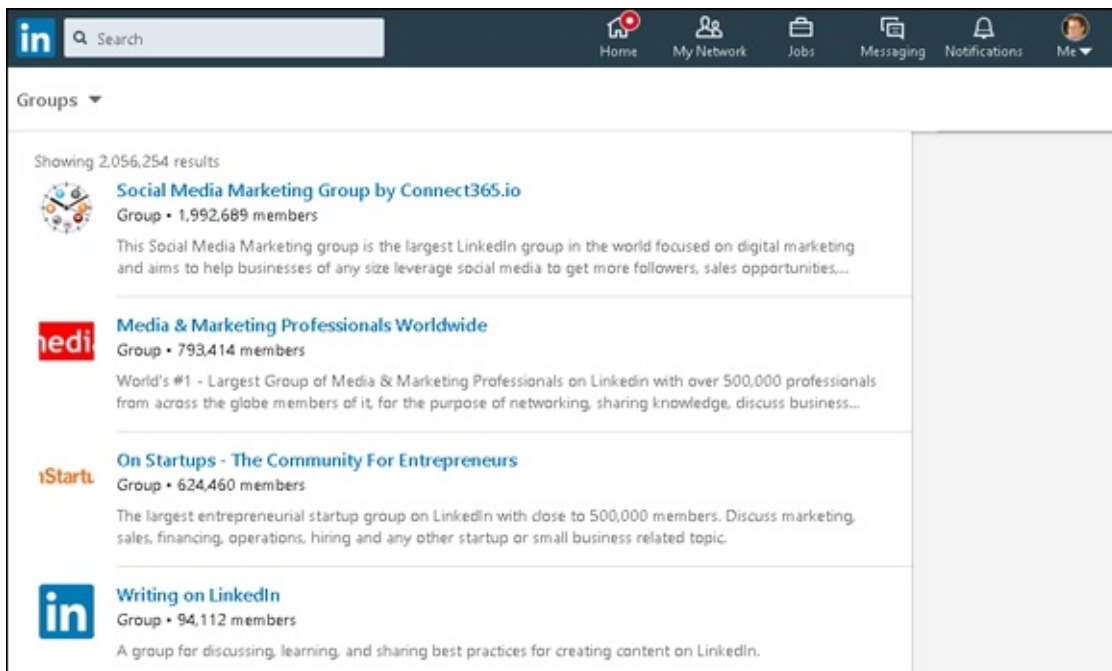 in Search Home My Network Jobs Messaging Notifications Me
Groups
Showing 2,056,254 results
Social Media Marketing Group by Connect365.io
Group • 1,992,689 members
This Social Media Marketing group is the largest LinkedIn group in the world focused on digital marketing
and aims to help businesses of any size leverage social media to get more followers, sales opportunities,...
Media & Marketing Professionals Worldwide
nedi
Group • 793,414 members
World's #1 - Largest Group of Media & Marketing Professionals on Linkedin with over 500,000 professionals
from across the globe members of it, for the purpose of networking, sharing knowledge, discuss business...
On Startups - The Community For Entrepreneurs
nStartu
Group • 624,460 members
The largest entrepreneurial startup group on LinkedIn with close to 500,000 members. Discuss marketing,
sales, financing, operations, hiring and any other startup or small business related topic.
Writing on LinkedIn
in
Group • 94,112 members
A group for discussing, learning, and sharing best practices for creating content on LinkedIn.